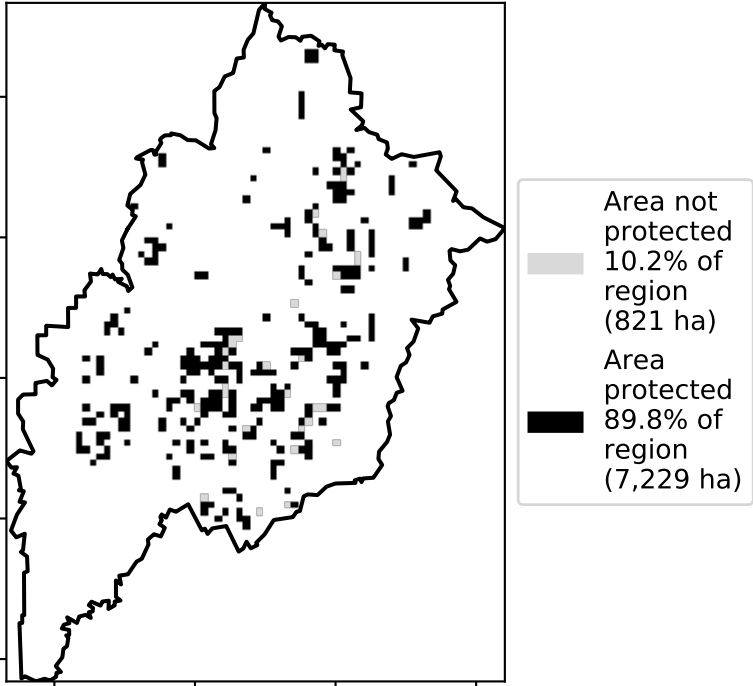 Area not
protected
10.2% of
region
(821 ha)
Area
protected
89.8% of
region
(7,229 ha)